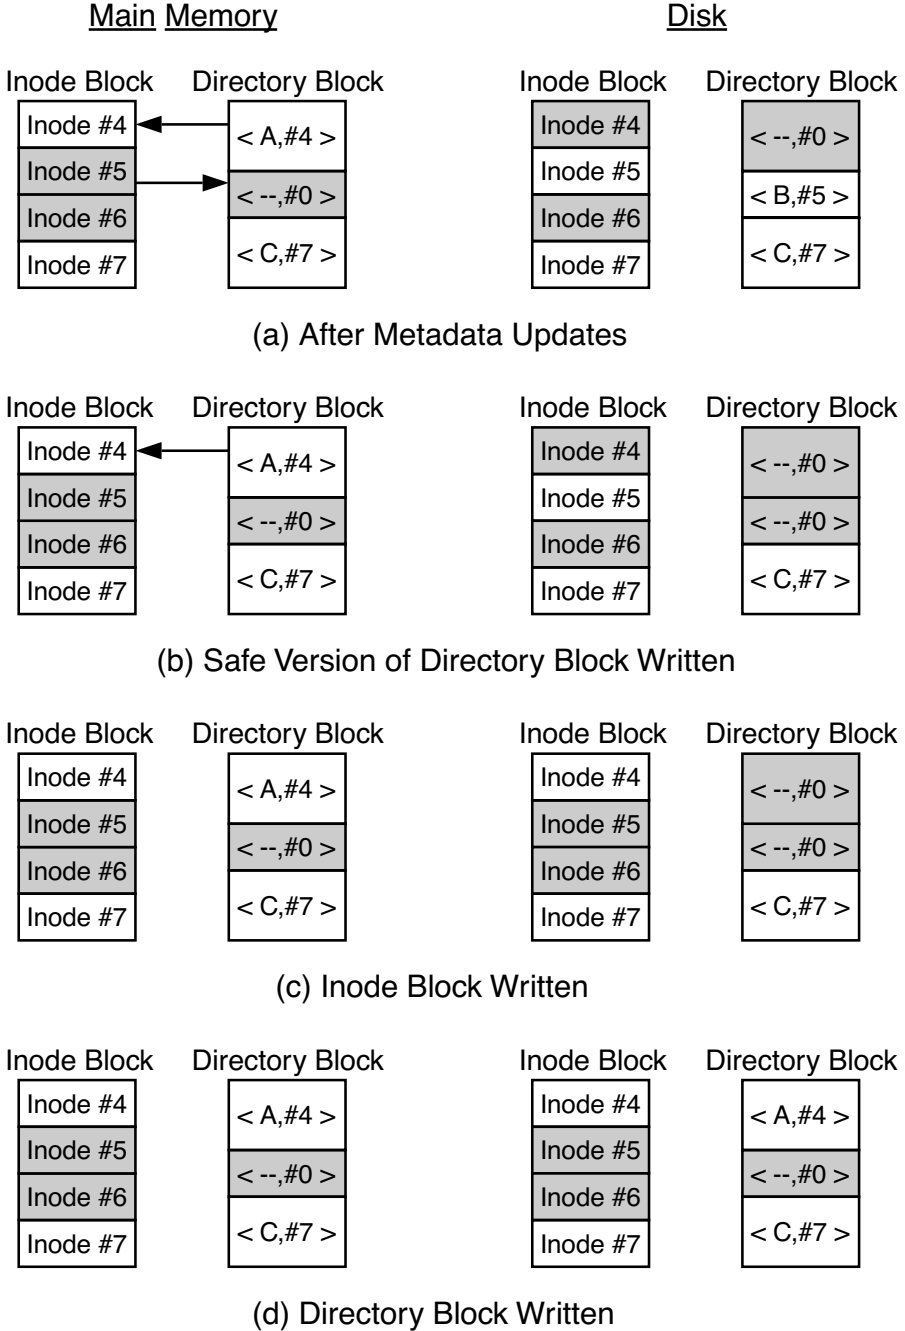 Main Memory Disk
Inode Block Directory Block Inode Block Directory Block
Inode #4 < A,#4 > Inode #4 < --,#0 >
Inode #5 Inode #5
< --,#0 > < B,#5 >
Inode #6 Inode #6
Inode #7 < C,#7 > Inode #7 < C,#7 >
(a) After Metadata Updates
Inode Block Directory Block Inode Block Directory Block
Inode #4 < A,#4 > Inode #4 < --,#0 >
Inode #5 Inode #5
< --,#0 > < --,#0 >
Inode #6 Inode #6
Inode #7 < C,#7 > Inode #7 < C,#7 >
(b) Safe Version of Directory Block Written
Inode Block Directory Block Inode Block Directory Block
Inode #4 < A,#4 > Inode #4 < --,#0 >
Inode #5 Inode #5
< --,#0 > < --,#0 >
Inode #6 Inode #6
Inode #7 < C,#7 > Inode #7 < C,#7 >
(c) Inode Block Written
Inode Block Directory Block Inode Block Directory Block
Inode #4 < A,#4 > Inode #4 < A,#4 >
Inode #5 Inode #5
< --,#0 > < --,#0 >
Inode #6 Inode #6
Inode #7 < C,#7 > Inode #7 < C,#7 >
(d) Directory Block Written